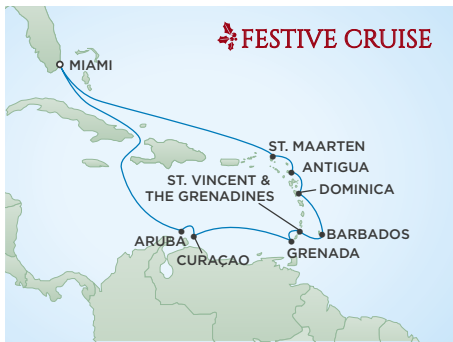 FESTIVE CRUISE
MIAMI
ST. MAARTEN
ANTIGUA
ST. VINCENT &
THE GRENADINES
DOMINICA
BARBADOS
ARUBA
GRENADA
CURAÇAO